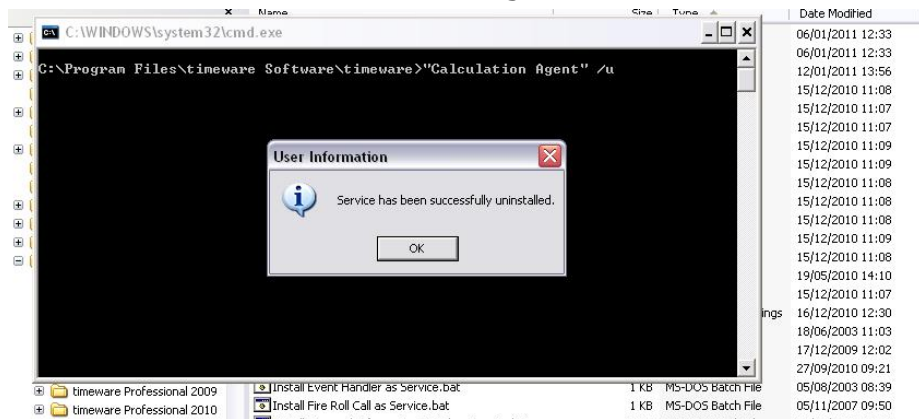 x Name Size Type Date Modified
C:\WINDOWS\system32\cmd.exe
06/01/2011 12:33
06/01/2011 12:33
C:\Program Files\timeware Software\timeware>"Calculation Agent" /u
12/01/2011 13:56
15/12/2010 11:08
15/12/2010 11:07
15/12/2010 11:07
User Information
15/12/2010 11:09
15/12/2010 11:09
15/12/2010 11:08
Service has been successfully uninstalled.
15/12/2010 11:08
15/12/2010 11:08
15/12/2010 11:09
OK
15/12/2010 11:08
19/05/2010 14:10
15/12/2010 11:07
ings 16/12/2010 12:30
18/06/2003 11:03
17/12/2009 12:02
27/09/2010 09:21
timeware Professional 2009 Install Event Handler as Service.bat 1 KB MS-DOS Batch File 05/08/2003 08:39
timeware Professional 2010 Install Fire Roll Call as Service.bat 1 KB MS-DOS Batch File 05/11/2007 09:50